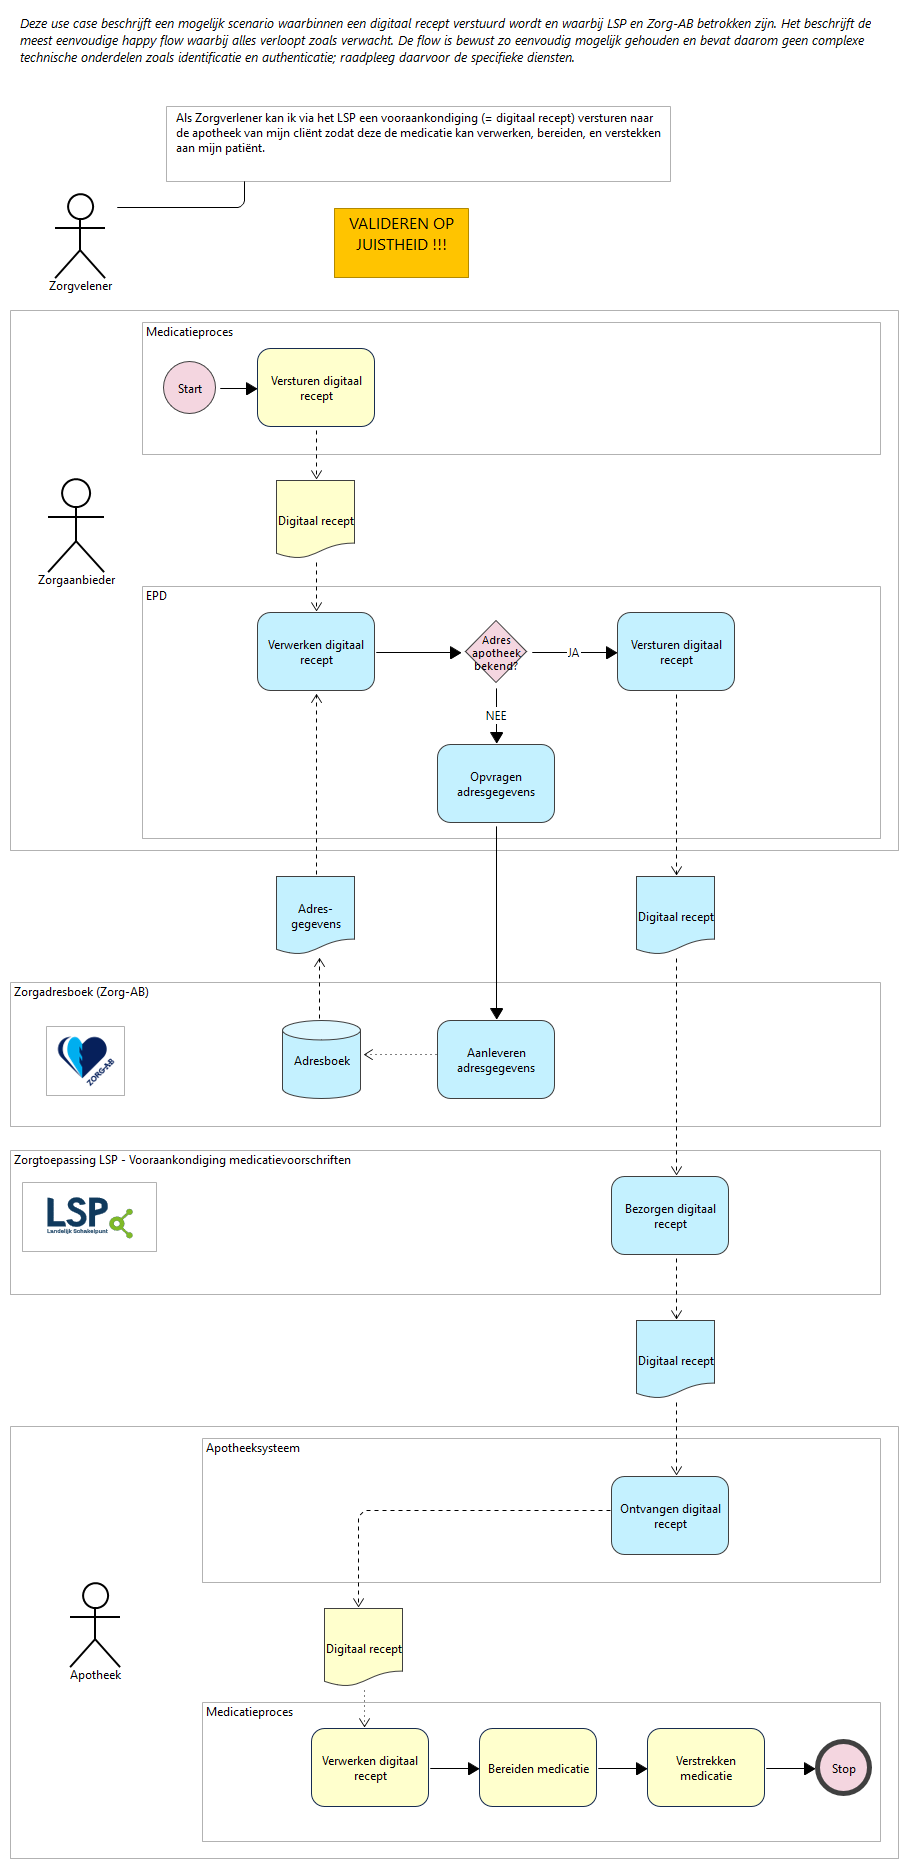 Deze use case beschrijft een mogelijk scenario waarbinnen een digitaal recept verstuurd wordt en waarbij LSP en Zorg-AB betrokken zijn. Het beschrijft de
meest eenvoudige happy flow waarbij alles verloopt zoals verwacht. De flow is bewust zo eenvoudig mogelijk gehouden en bevat daarom geen complexe
technische onderdelen zoals identificatie en authenticatie; raadpleeg daarvoor de specifieke diensten.
Als Zorgverlener kan ik via het LSP een vooraankondiging (= digitaal recept) versturen naar
de apotheek van mijn cliënt zodat deze de medicatie kan verwerken, bereiden, en verstekken
aan mijn patiënt.
VALIDEREN OP
JUISTHEID !!!
Zorgvelener
Medicatieproces
Start
Versturen digitaal
recept
Digitaal recept
Zorgaanbieder
EPD
Verwerken digitaal
recept
Adres
apotheek
bekend?
JA
Versturen digitaal
recept
NEE
Opvragen
adresgegevens
Adres-
gegevens
Digitaal recept
Zorgadresboek (Zorg-AB)
ZORG-AB
Adresboek
Aanleveren
adresgegevens
Zorgtoepassing LSP - Vooraankondiging medicatievoorschriften
LSP
Landelijk Schakelpunt
Bezorgen digitaal
recept
Digitaal recept
Apotheeksysteem
Ontvangen digitaal
recept
Apotheek
Digitaal recept
Medicatieproces
Verwerken digitaal
recept
Bereiden medicatie
Verstrekken
medicatie
Stop